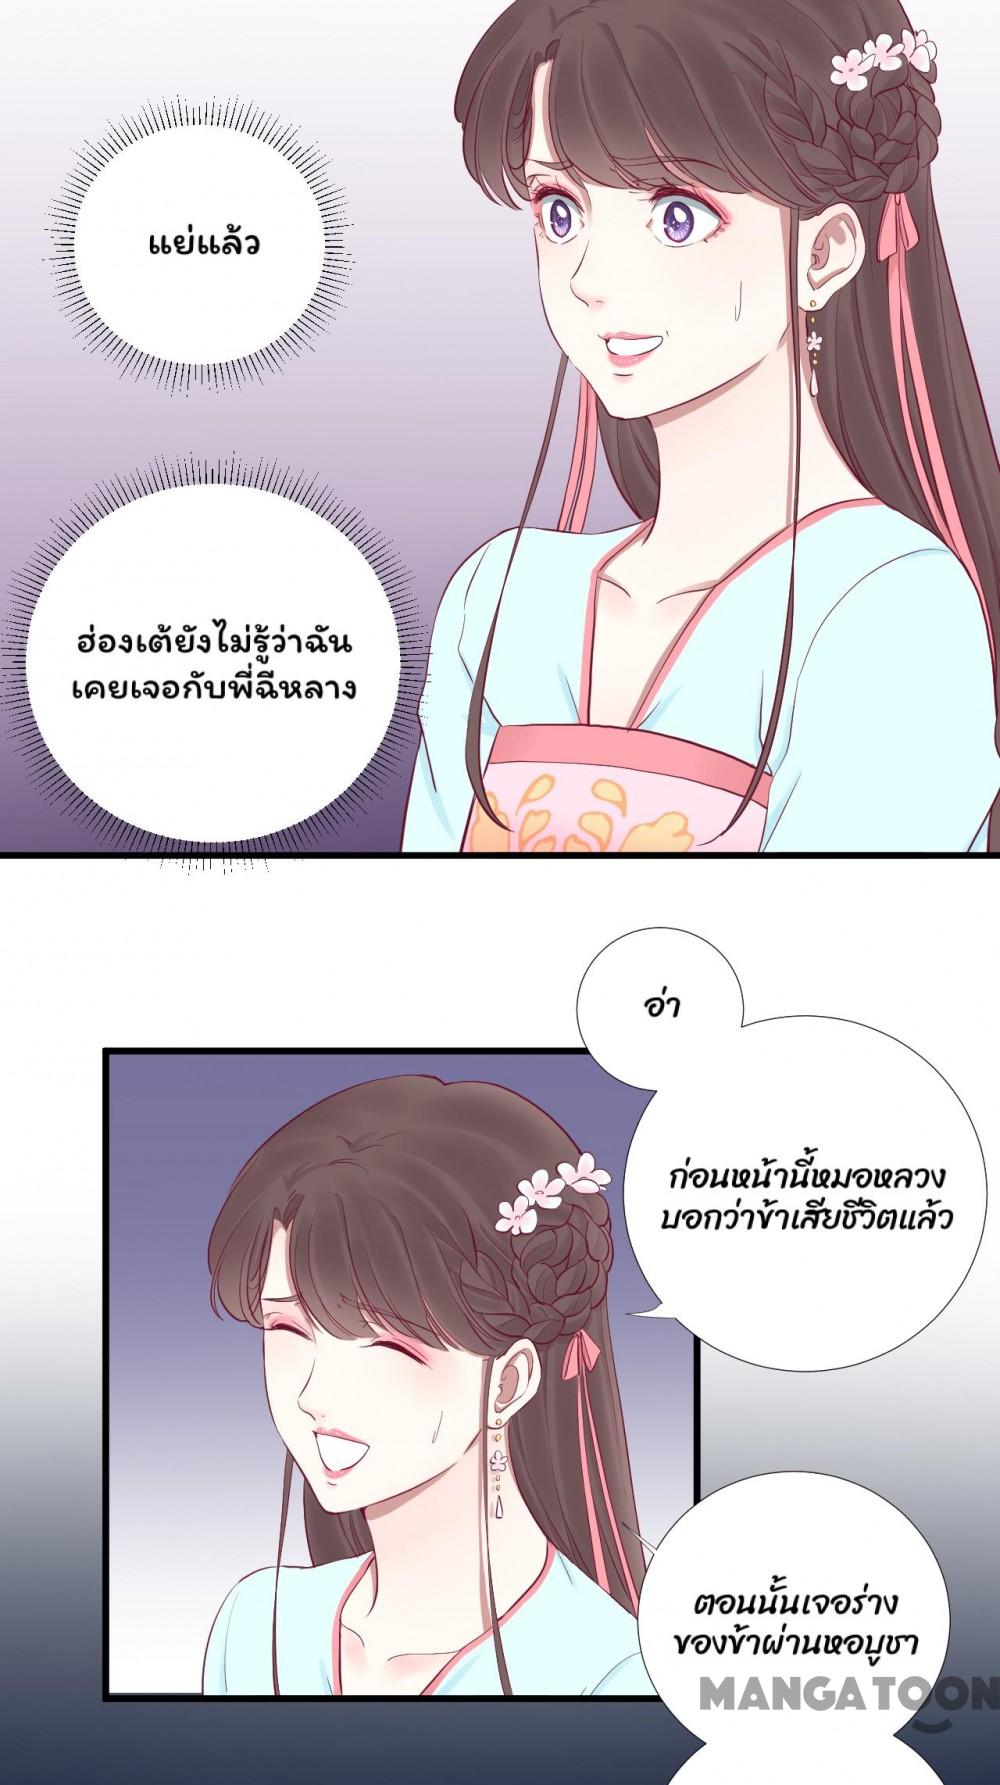 แย่แล้ว
ฮ่องเต้ยังไม่รู้ว่าฉัน
เคยเจอกับพี่ฉีหลาง
อ่า
ก่อนหน้านี้หมอหลวง
บอกว่าข้าเสียชีวิตแล้ว
ตอนนั้นเจอร่าง
ของข้าผ่านหอบูชา
MANGATOON